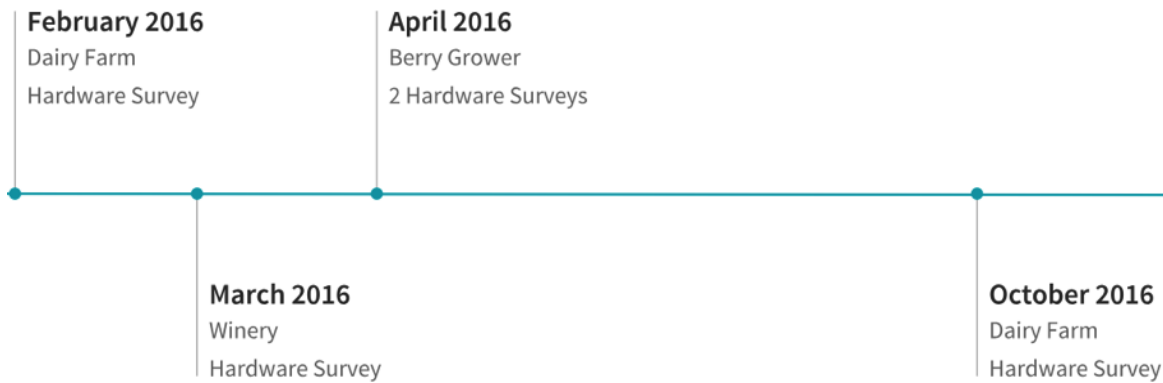 February 2016
Dairy Farm
Hardware Survey
March 2016
Winery
Hardware Survey
April 2016
Berry Grower
2 Hardware Surveys
October 2016
Dairy Farm
Hardware Survey